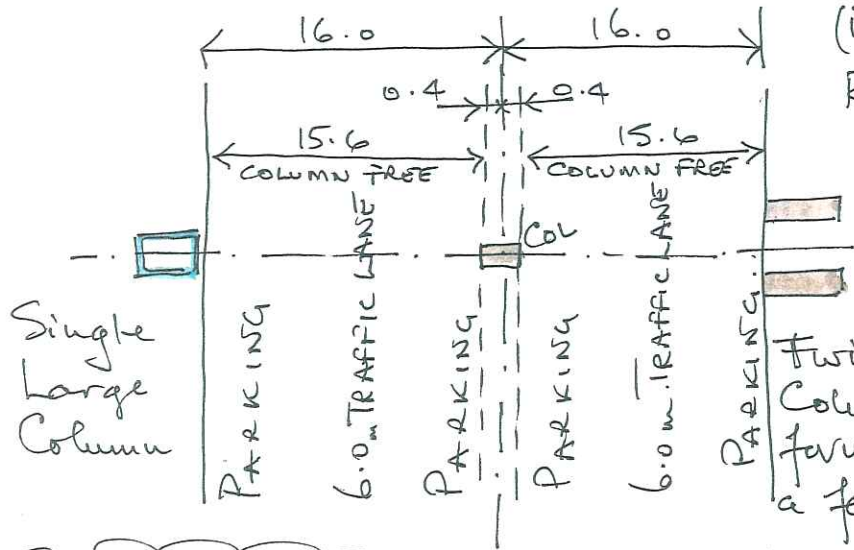 16.0 16.0
0.4 0.4
15.6 15.6
COLUMN FREE COLUMN FREE
COL
Single
Large
Column
PARKING
6.0m TRAFFIC LANE
PARKING
PARKING
6.0m TRAFFIC LANE
PARKING
a